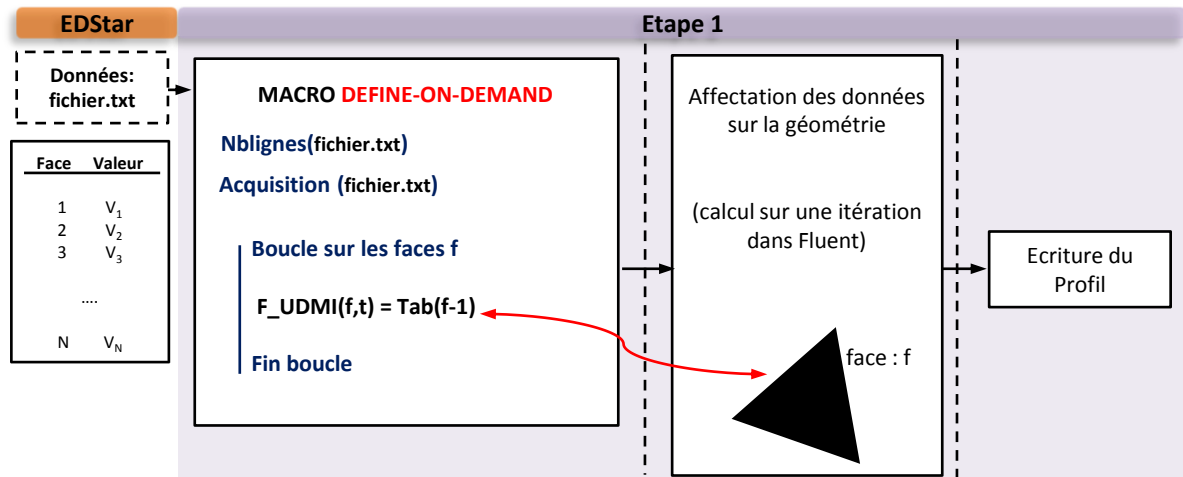 EDStar
Etape 1
Données:
fichier.txt
Face Valeur
1 V1
2 V2
3 V3
....
N VN
MACRO DEFINE-ON-DEMAND
Nblignes(fichier.txt)
Acquisition (fichier.txt)
Boucle sur les faces f
F_UDMI(f,t) = Tab(f-1)
Fin boucle
Affectation des données
sur la géométrie
(calcul sur une itération
dans Fluent)
face : f
Ecriture du
Profil